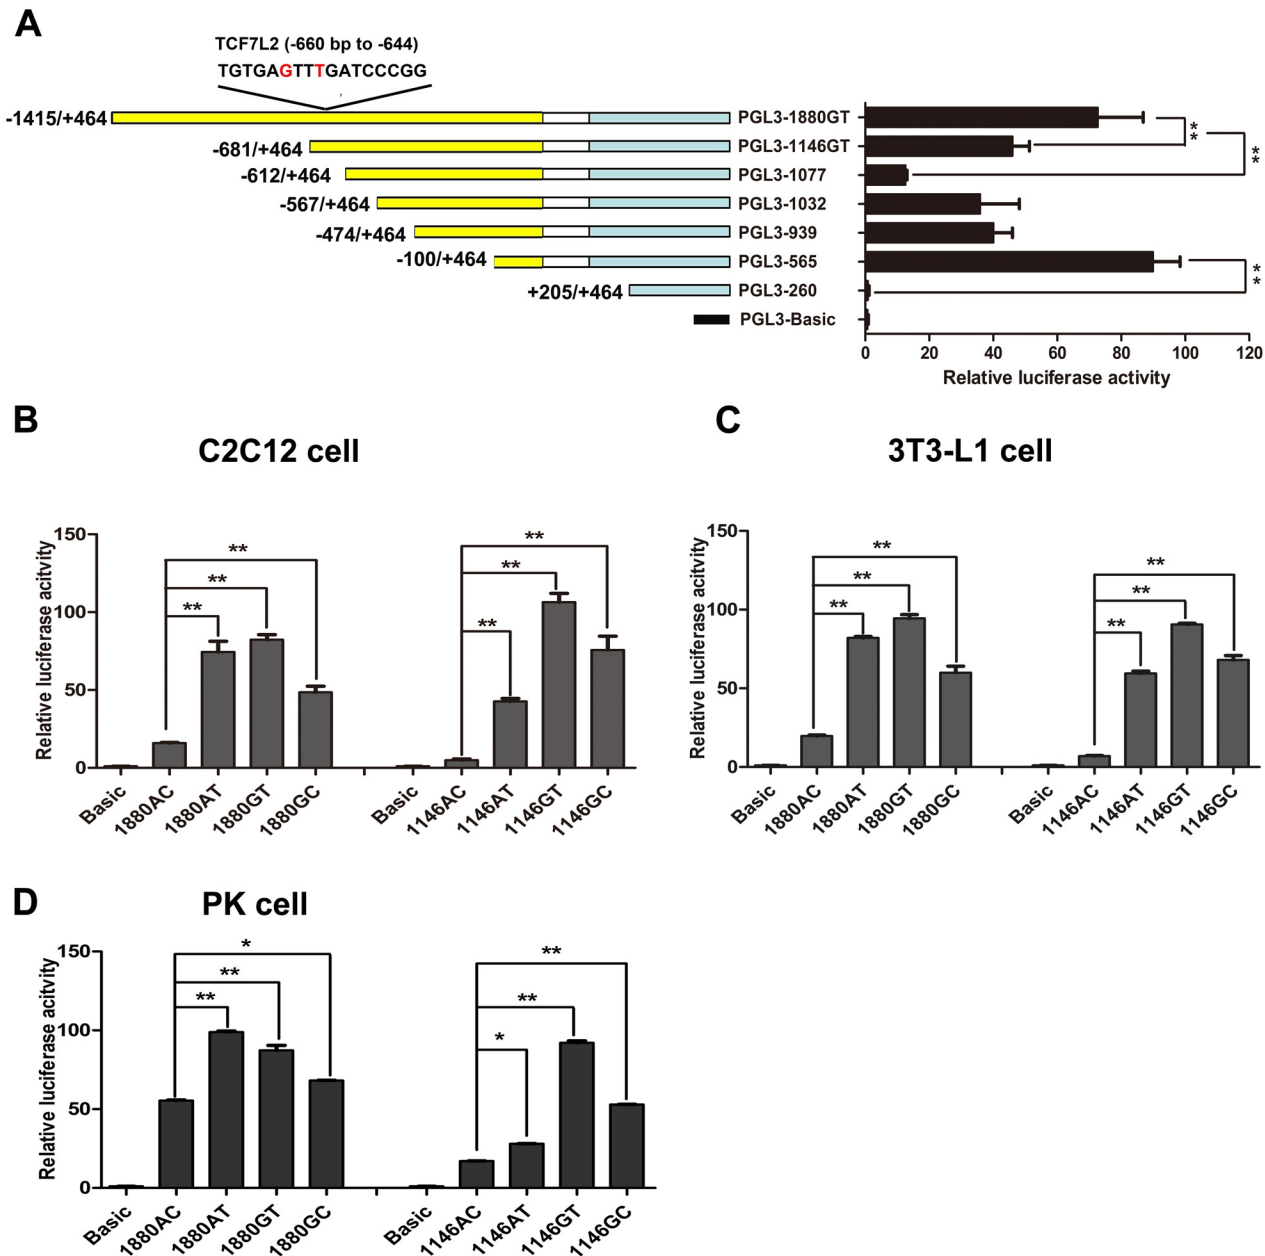 A
TCF7L2 (-660 bp to -644)
TGTGAGTTTGATCCCGG
-1415/+464 PGL3-1880GT
-681/+464 PGL3-1146GT
-612/+464 PGL3-1077
-567/+464 PGL3-1032
-474/+464 PGL3-939
-100/+464 PGL3-565
+205/+464 PGL3-260
PGL3-Basic
** ** **
0 20 40 60 80 100 120
Relative luciferase activity
B
C2C12 cell
Relative luciferase acitvity
150
100
50
0
** ** ** ** ** **
Basic 1880AC 1880AT 1880GT 1880GC Basic 1146AC 1146AT 1146GT 1146GC
C
3T3-L1 cell
Relative luciferase acitvity
150
100
50
0
** ** ** ** ** **
Basic 1880AC 1880AT 1880GT 1880GC Basic 1146AC 1146AT 1146GT 1146GC
D
PK cell
Relative luciferase acitvity
150
100
50
0
* ** ** ** ** *
Basic 1880AC 1880AT 1880GT 1880GC Basic 1146AC 1146AT 1146GT 1146GC